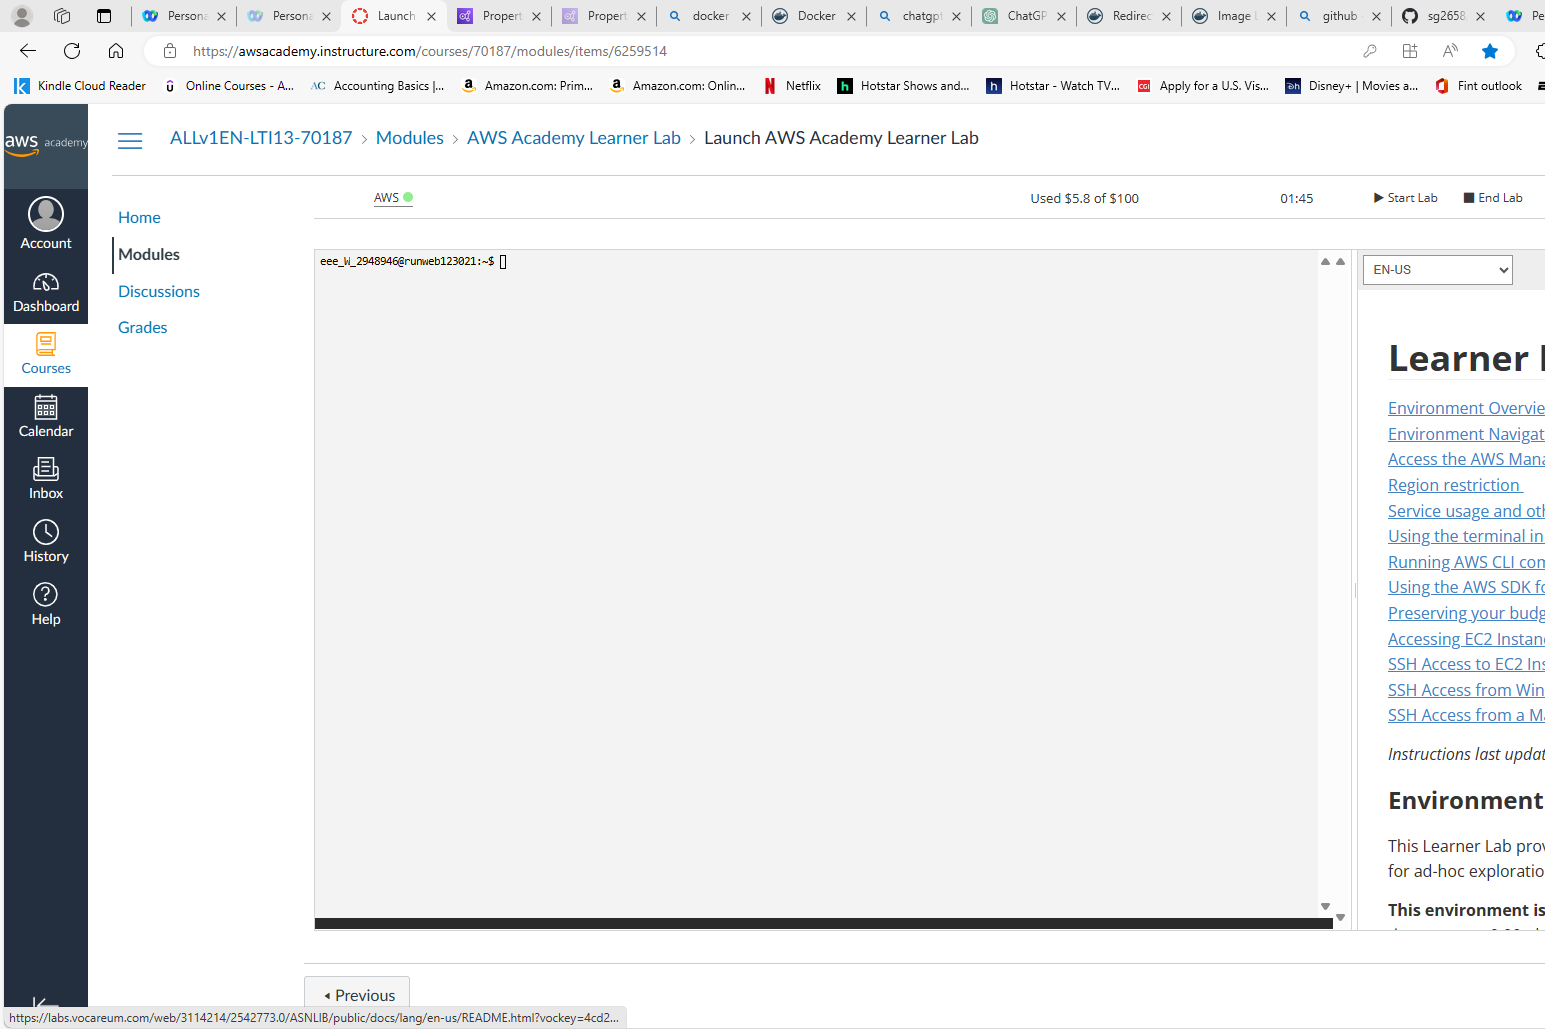 Persona
Persona
Launch
Propert
Propert
docker
Docker
chatgpt
ChatGP
Redirec
Image L
github
sg2658
Pe
https://awsacademy.instructure.com/courses/70187/modules/items/6259514
Kindle Cloud Reader
Online Courses - A...
AC Accounting Basics |...
Amazon.com: Prim...
Amazon.com: Onlin...
Netflix
Hotstar Shows and...
Hotstar - Watch TV...
CGI Apply for a U.S. Vis...
Disney+ | Movies a...
Fint outlook
aws academy
ALLv1EN-LTI13-70187 › Modules › AWS Academy Learner Lab › Launch AWS Academy Learner Lab
Account
Dashboard
Courses
Calendar
Inbox
History
Help
Home
Modules
Discussions
Grades
AWS
Used $5.8 of $100
01:45
Start Lab
End Lab
eee_W_2948946@runweb123021:~$
EN-US
Learner
Environment Overvie
Environment Navigat
Access the AWS Mana
Region restriction
Service usage and oth
Using the terminal in
Running AWS CLI com
Using the AWS SDK fo
Preserving your budg
Accessing EC2 Instan
SSH Access to EC2 Ins
SSH Access from Win
SSH Access from a Ma
Instructions last updat
Environment
This Learner Lab prov
for ad-hoc exploratio
This environment is
Previous
https://labs.vocareum.com/web/3114214/2542773.0/ASNLIB/public/docs/lang/en-us/README.html?vockey=4cd2...